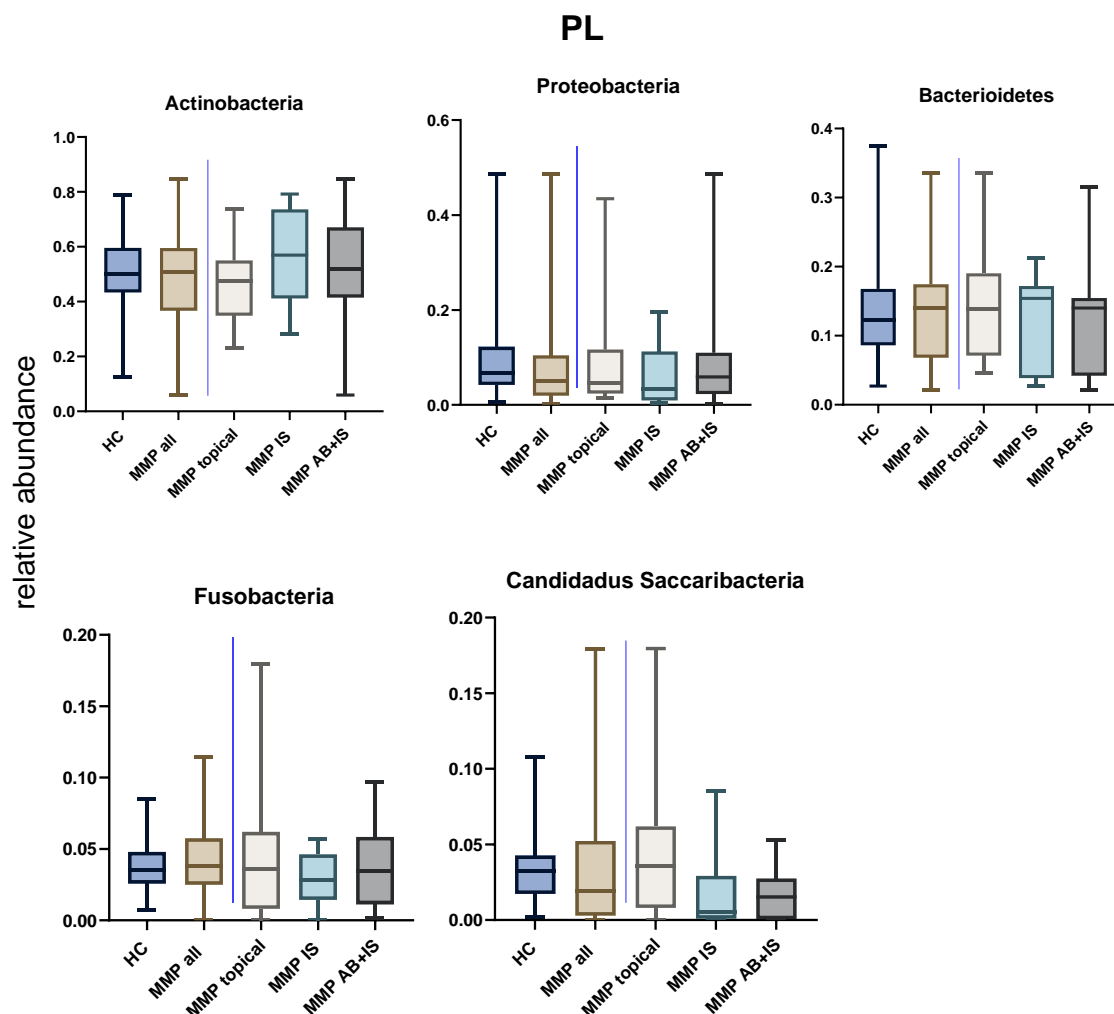 PL
Actinobacteria
1.0
0.8
0.6
0.4
0.2
0.0
HC
MMP all
MMP topical
MMP IS
MMP AB+IS
Proteobacteria
0.6
0.4
0.2
0.0
HC
MMP all
MMP topical
MMP IS
MMP AB+IS
Bacterioidetes
0.4
0.3
0.2
0.1
0.0
HC
MMP all
MMP topical
MMP IS
MMP AB+IS
relative abundance
Fusobacteria
0.20
0.15
0.10
0.05
0.00
HC
MMP all
MMP topical
MMP IS
MMP AB+IS
Candidadus Saccaribacteria
0.20
0.15
0.10
0.05
0.00
HC
MMP all
MMP topical
MMP IS
MMP AB+IS